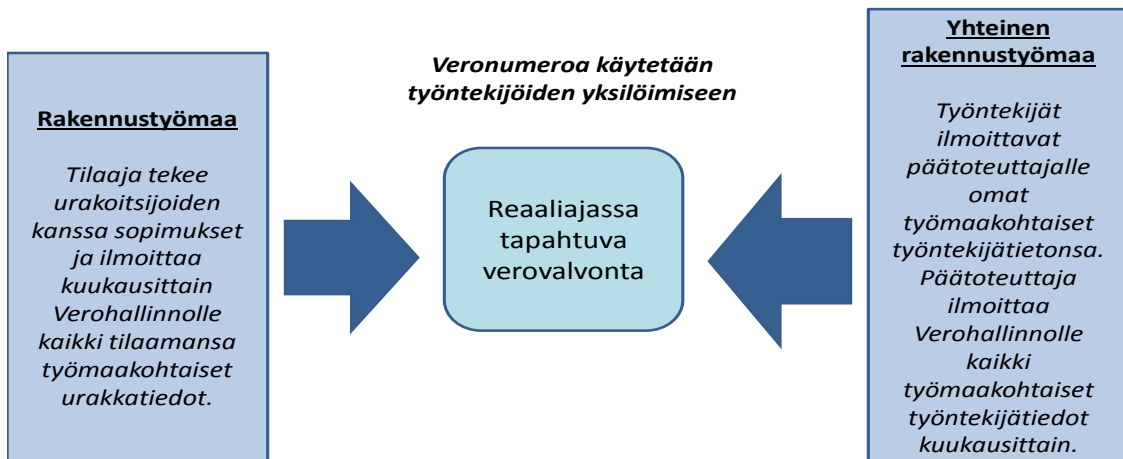 Rakennustyömaa
Tilaaja tekee
urakoitsijoiden
kanssa sopimukset
ja ilmoittaa
kuukausittain
Verohallinnolle
kaikki tilaamansa
työmaakohtaiset
urakkatiedot.
Veronumeroa käytetään
työntekijöiden yksilöimiseen
Reaaliajassa
tapahtuva
verovalvonta
Yhteinen
rakennustyömaa
Työntekijät
ilmoittavat
päätoteuttajalle
omat
työmaakohtaiset
työntekijätietonsa.
Päätoteuttaja
ilmoittaa
Verohallinnolle
kaikki
työmaakohtaiset
työntekijätiedot
kuukausittain.